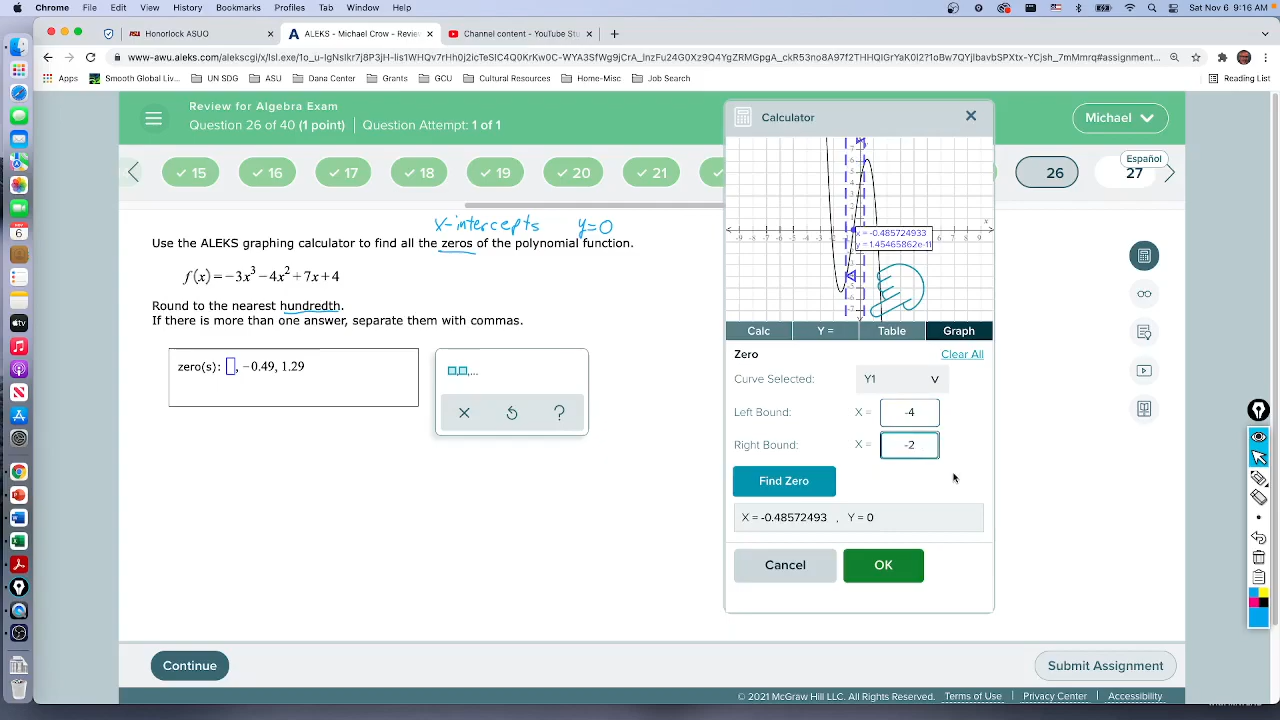 Chrome File Edit View History Bookmarks Profiles Tab Window Help Sat Nov 6 9:16 AM
Honorlock ASUO × ALEKS - Michael Crow - Revie × Channel content - YouTube Stu × +
Apps Smooth Global Liv... UN SDG ASU Dana Center Grants GCU Cultural Resources Home-Misc Job Search Reading List
Review for Algebra Exam
Question 26 of 40 (1 point) Question Attempt: 1 of 1
Calculator
Michael
Español
15 16 17 18 19 20 21 26 27
x-intercepts y=0
Use the ALEKS graphing calculator to find all the zeros of the polynomial function.
f(x)=−3x³−4x²+7x+4
Round to the nearest hundredth.
If there is more than one answer, separate them with commas.
zero(s): , −0.49, 1.29
,...
× ?
x = -0.485724933
y = 1.45465862e-11
Calc Y = Table Graph
Zero Clear All
Curve Selected: Y1
Left Bound: X = -4
Right Bound: X = -2
Find Zero
X = -0.48572493 , Y = 0
Cancel OK
Continue Submit Assignment
© 2021 McGraw Hill LLC. All Rights Reserved. Terms of Use Privacy Center Accessibility